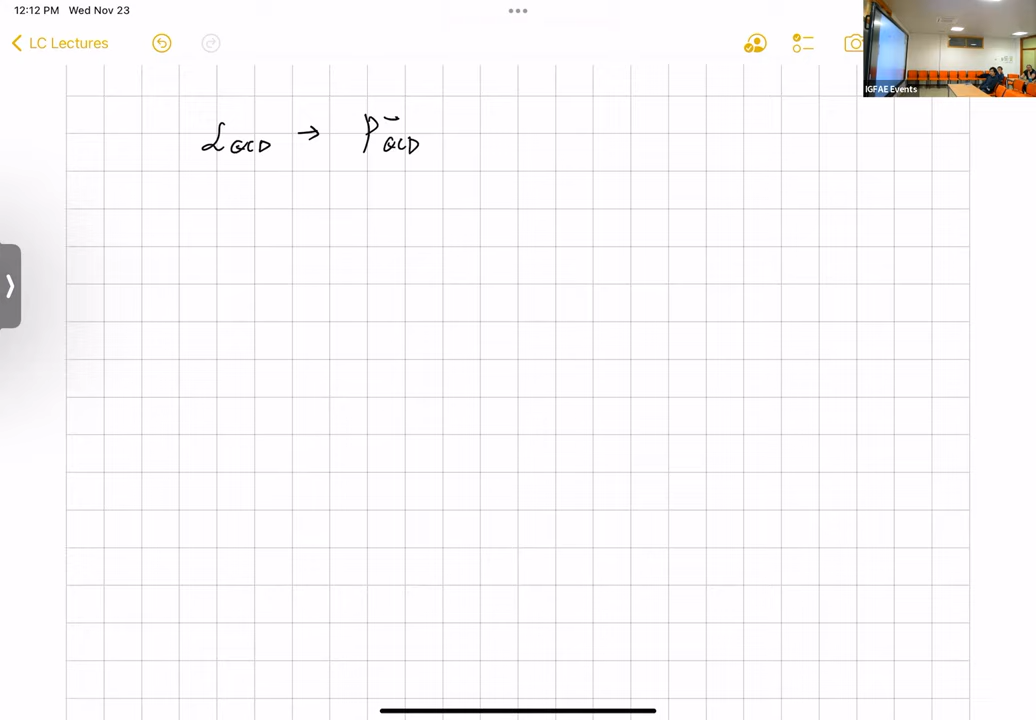 12:12 PM Wed Nov 23
LC Lectures
IGFAE Events
ℒ_QCD → P⁻_QCD